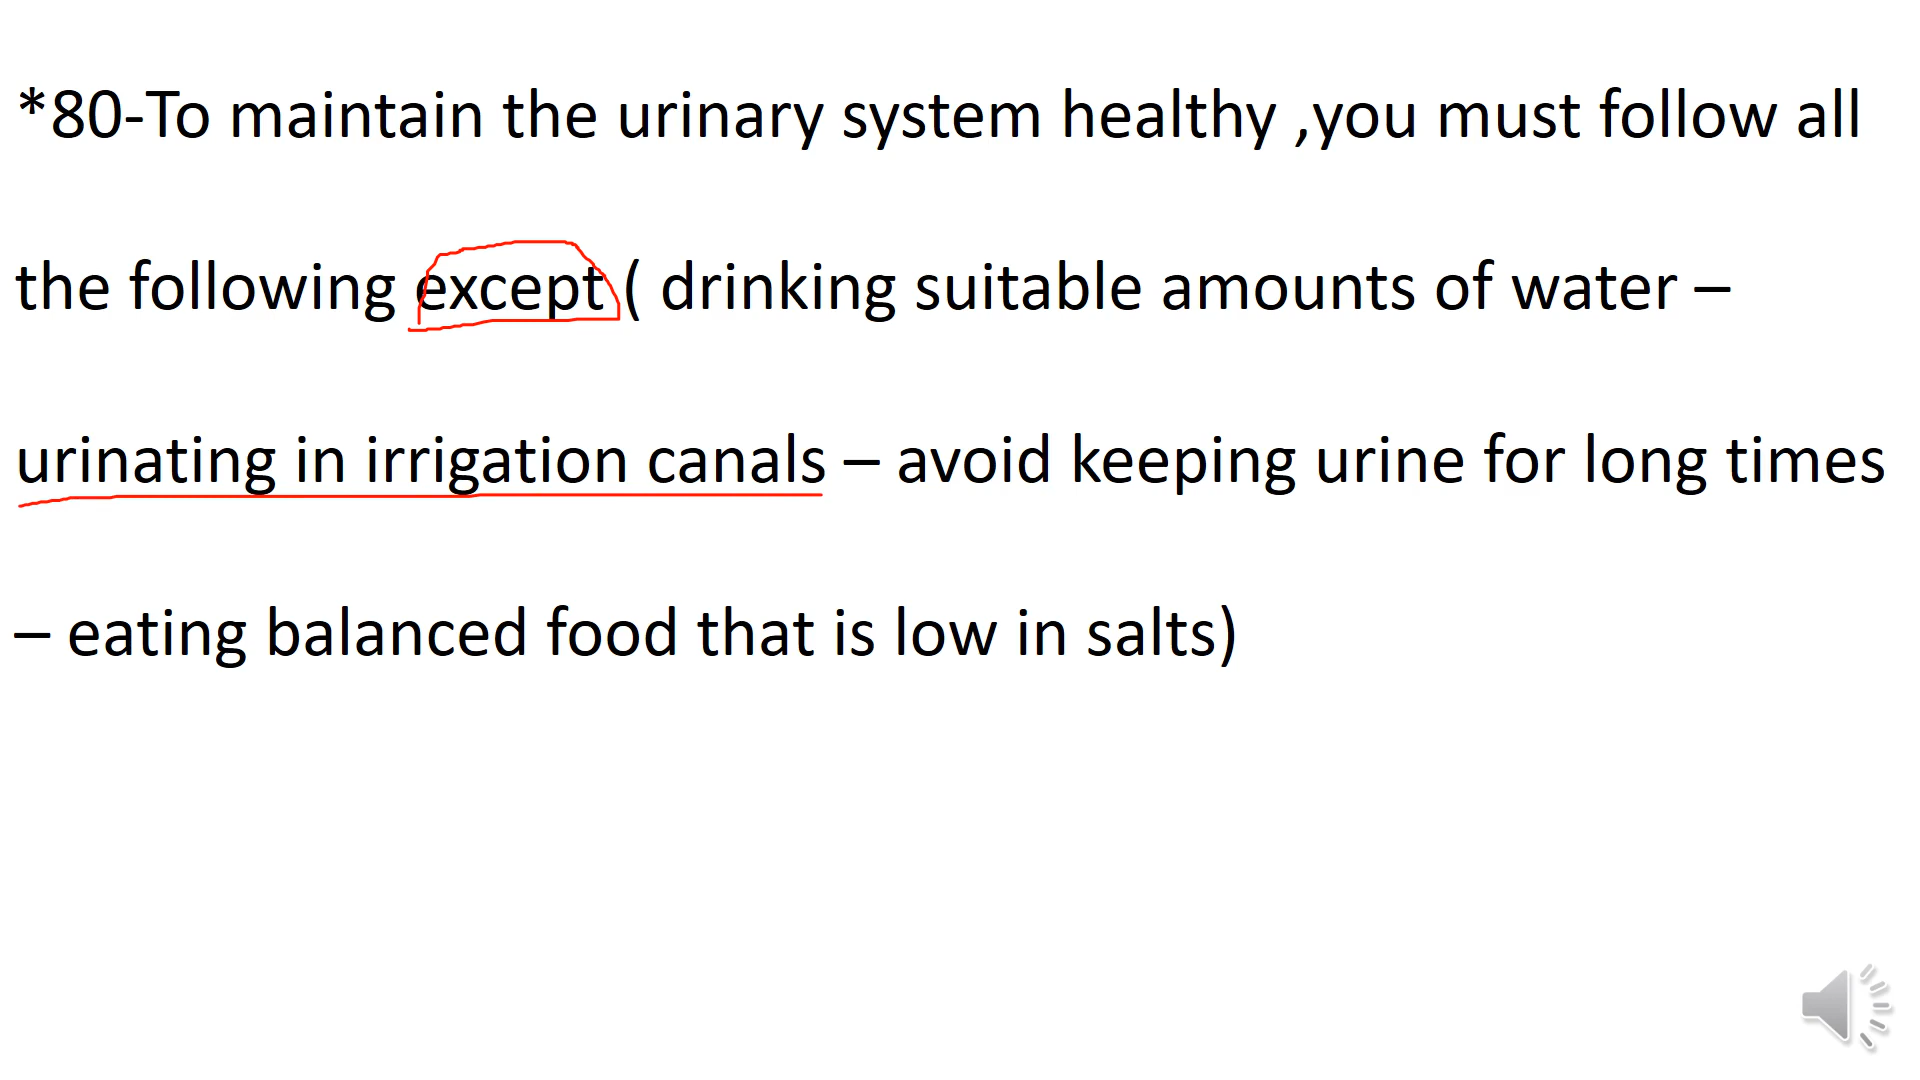 *80-To maintain the urinary system healthy ,you must follow all
the following except ( drinking suitable amounts of water –
urinating in irrigation canals – avoid keeping urine for long times
– eating balanced food that is low in salts)